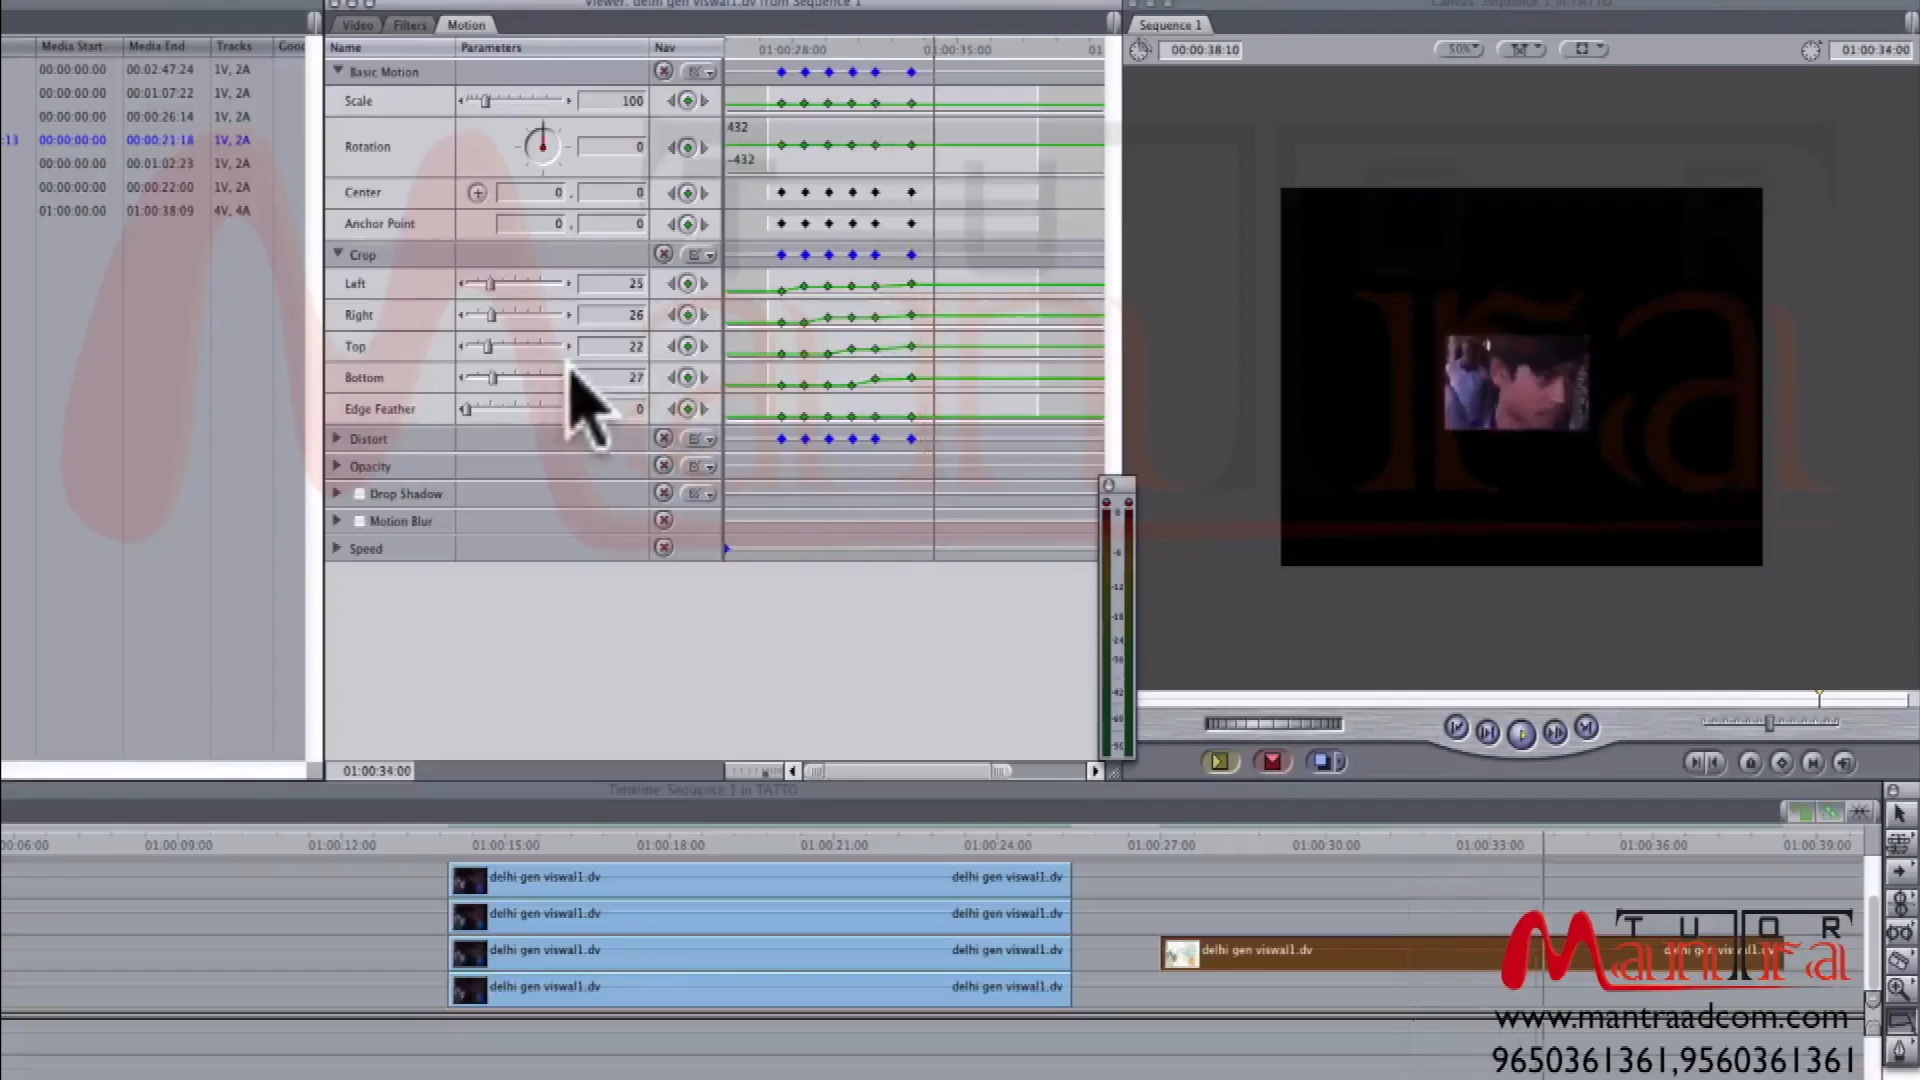 Viewer: delhi gen viswal1.dv from Sequence 1
Canvas: Sequence 1 in TATTO
Video
Filters
Motion
Sequence 1
Media Start Media End Tracks
Name Parameters Nav
01:00:28:00 01:00:35:00 01
00:00:38:10
50%
01:00:34:00
00:00:00:00 00:02:47:24 1V, 2A
00:00:00:00 00:01:07:22 1V, 2A
00:00:00:00 00:00:26:14 1V, 2A
:13 00:00:00:00 00:00:21:18 1V, 2A
00:00:00:00 00:01:02:23 1V, 2A
00:00:00:00 00:00:22:00 1V, 2A
01:00:00:00 01:00:38:09 4V, 4A
Basic Motion
Scale 100
Rotation 0
432
-432
Center 0 , 0
Anchor Point 0 , 0
Crop
Left 25
Right 26
Top 22
Bottom 27
Edge Feather 0
Distort
Opacity
Drop Shadow
Motion Blur
Speed
0
-6
-12
-18
-24
01:00:34:00
Timeline: Sequence 1 in TATTO
00:06:00 01:00:09:00 01:00:12:00 01:00:15:00 01:00:18:00 01:00:21:00 01:00:24:00 01:00:27:00 01:00:30:00 01:00:33:00 01:00:36:00 01:00:39:00
delhi gen viswal1.dv delhi gen viswal1.dv
delhi gen viswal1.dv delhi gen viswal1.dv
delhi gen viswal1.dv delhi gen viswal1.dv
delhi gen viswal1.dv
delhi gen viswal1.dv delhi gen viswal1.dv
TUOR
Mantra
www.mantraadcom.com
9650361361,9560361361